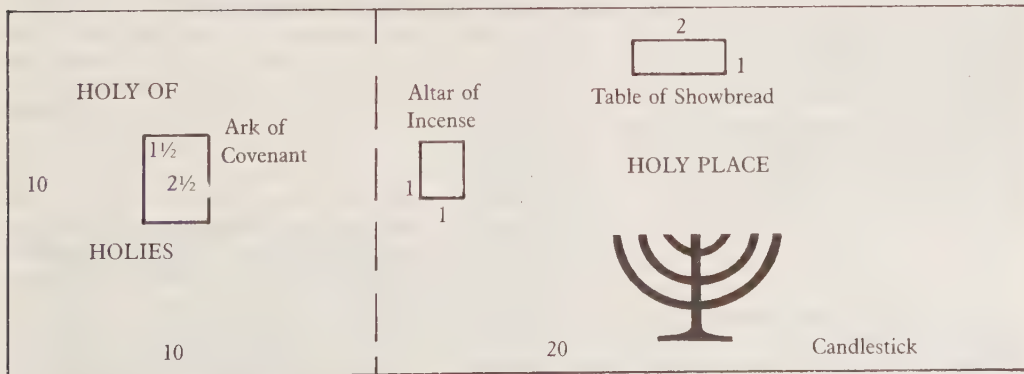 HOLY OF
Ark of
Covenant
1½
2½
10
HOLIES
10
Altar of
Incense
1
1
2
1
Table of Showbread
HOLY PLACE
20
Candlestick